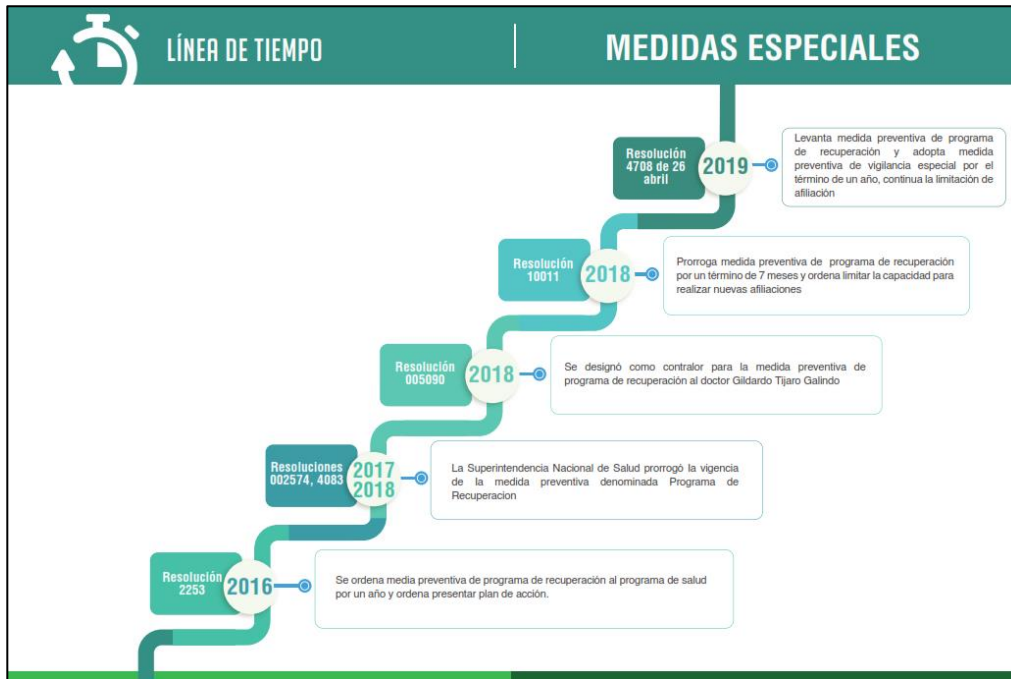 LÍNEA DE TIEMPO
MEDIDAS ESPECIALES
Resolución
4708 de 26
abril
2019
Levanta medida preventiva de programa
de recuperación y adopta medida
preventiva de vigilancia especial por el
término de un año, continua la limitación de
afiliación
Resolución
10011
2018
Prorroga medida preventiva de programa de recuperación
por un término de 7 meses y ordena limitar la capacidad para
realizar nuevas afiliaciones
Resolución
005090
2018
Se designó como contralor para la medida preventiva de
programa de recuperación al doctor Gildardo Tijaro Galindo
Resoluciones
002574, 4083
2017
2018
La Superintendencia Nacional de Salud prorrogó la vigencia
de la medida preventiva denominada Programa de
Recuperacion
Resolución
2253
2016
Se ordena media preventiva de programa de recuperación al programa de salud
por un año y ordena presentar plan de acción.